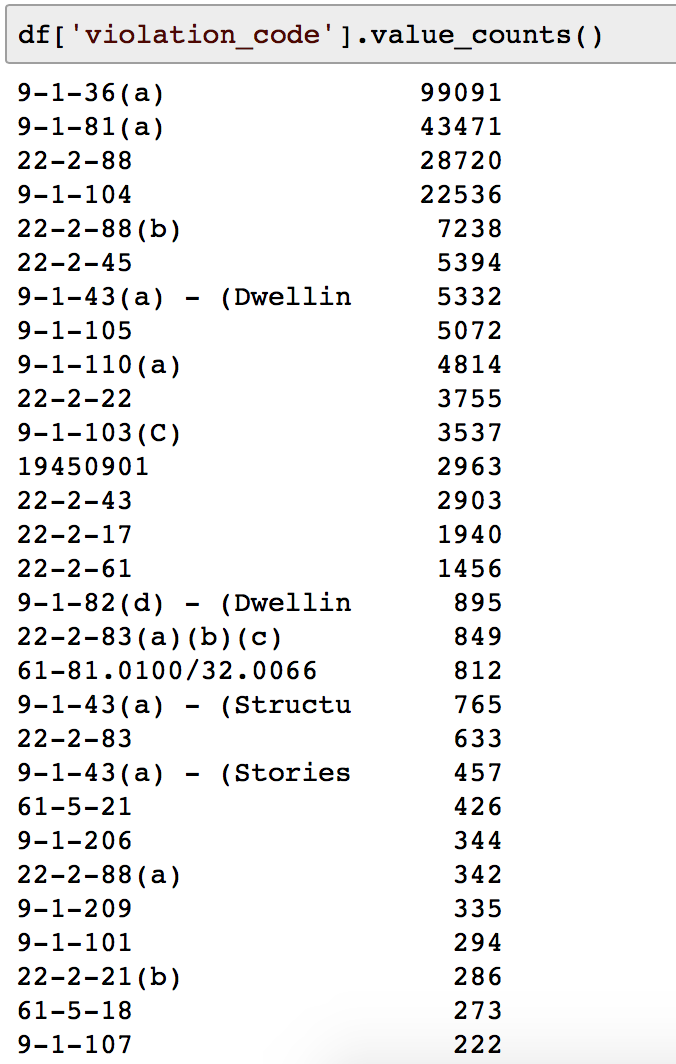 df['violation_code'].value_counts()
9-1-36(a) 99091
9-1-81(a) 43471
22-2-88 28720
9-1-104 22536
22-2-88(b) 7238
22-2-45 5394
9-1-43(a) - (Dwellin 5332
9-1-105 5072
9-1-110(a) 4814
22-2-22 3755
9-1-103(C) 3537
19450901 2963
22-2-43 2903
22-2-17 1940
22-2-61 1456
9-1-82(d) - (Dwellin 895
22-2-83(a)(b)(c) 849
61-81.0100/32.0066 812
9-1-43(a) - (Structu 765
22-2-83 633
9-1-43(a) - (Stories 457
61-5-21 426
9-1-206 344
22-2-88(a) 342
9-1-209 335
9-1-101 294
22-2-21(b) 286
61-5-18 273
9-1-107 222